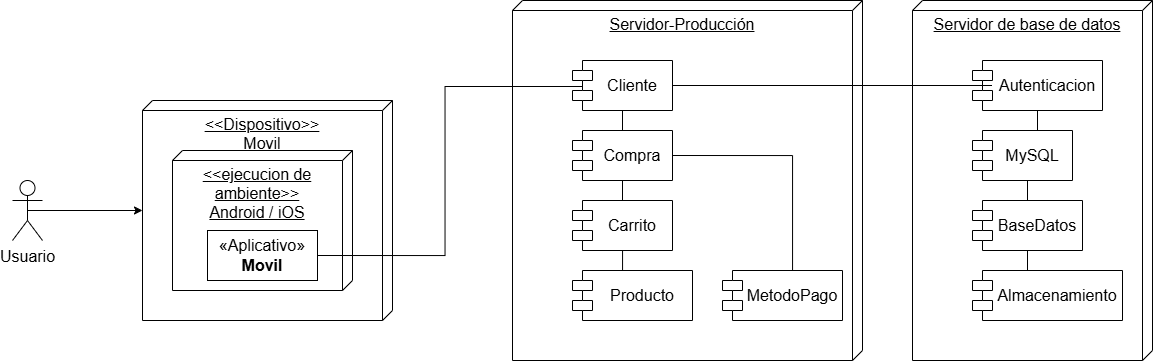 Usuario
<<Dispositivo>>
Movil
<<ejecucion de
ambiente>>
Android / iOS
«Aplicativo»
Movil
Servidor-Producción
Cliente
Compra
Carrito
Producto
MetodoPago
Servidor de base de datos
Autenticacion
MySQL
BaseDatos
Almacenamiento